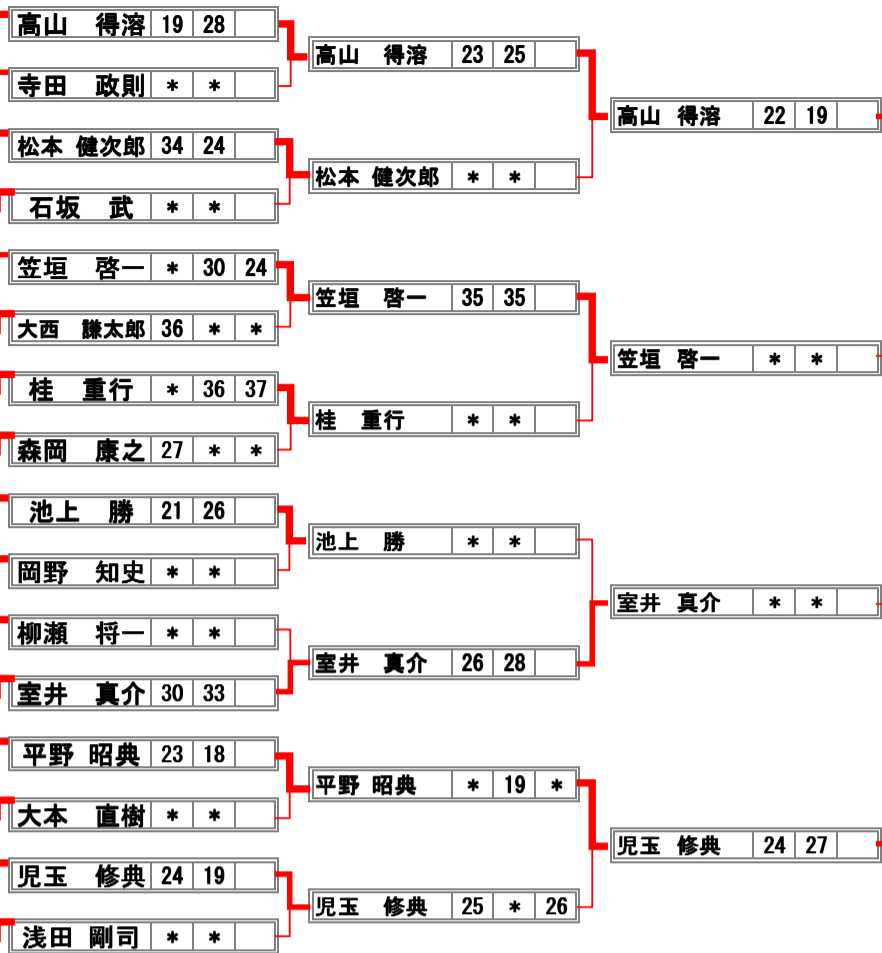 高山 得溶 19 28
寺田 政則 * *
松本 健次郎 34 24
石坂 武 * *
笠垣 啓一 * 30 24
大西 謙太郎 36 * *
桂 重行 * 36 37
森岡 康之 27 * *
池上 勝 21 26
岡野 知史 * *
柳瀬 将一 * *
室井 真介 30 33
平野 昭典 23 18
大本 直樹 * *
児玉 修典 24 19
浅田 剛司 * *
高山 得溶 23 25
松本 健次郎 * *
笠垣 啓一 35 35
桂 重行 * *
池上 勝 * *
室井 真介 26 28
平野 昭典 * 19 *
児玉 修典 25 * 26
高山 得溶 22 19
笠垣 啓一 * *
室井 真介 * *
児玉 修典 24 27